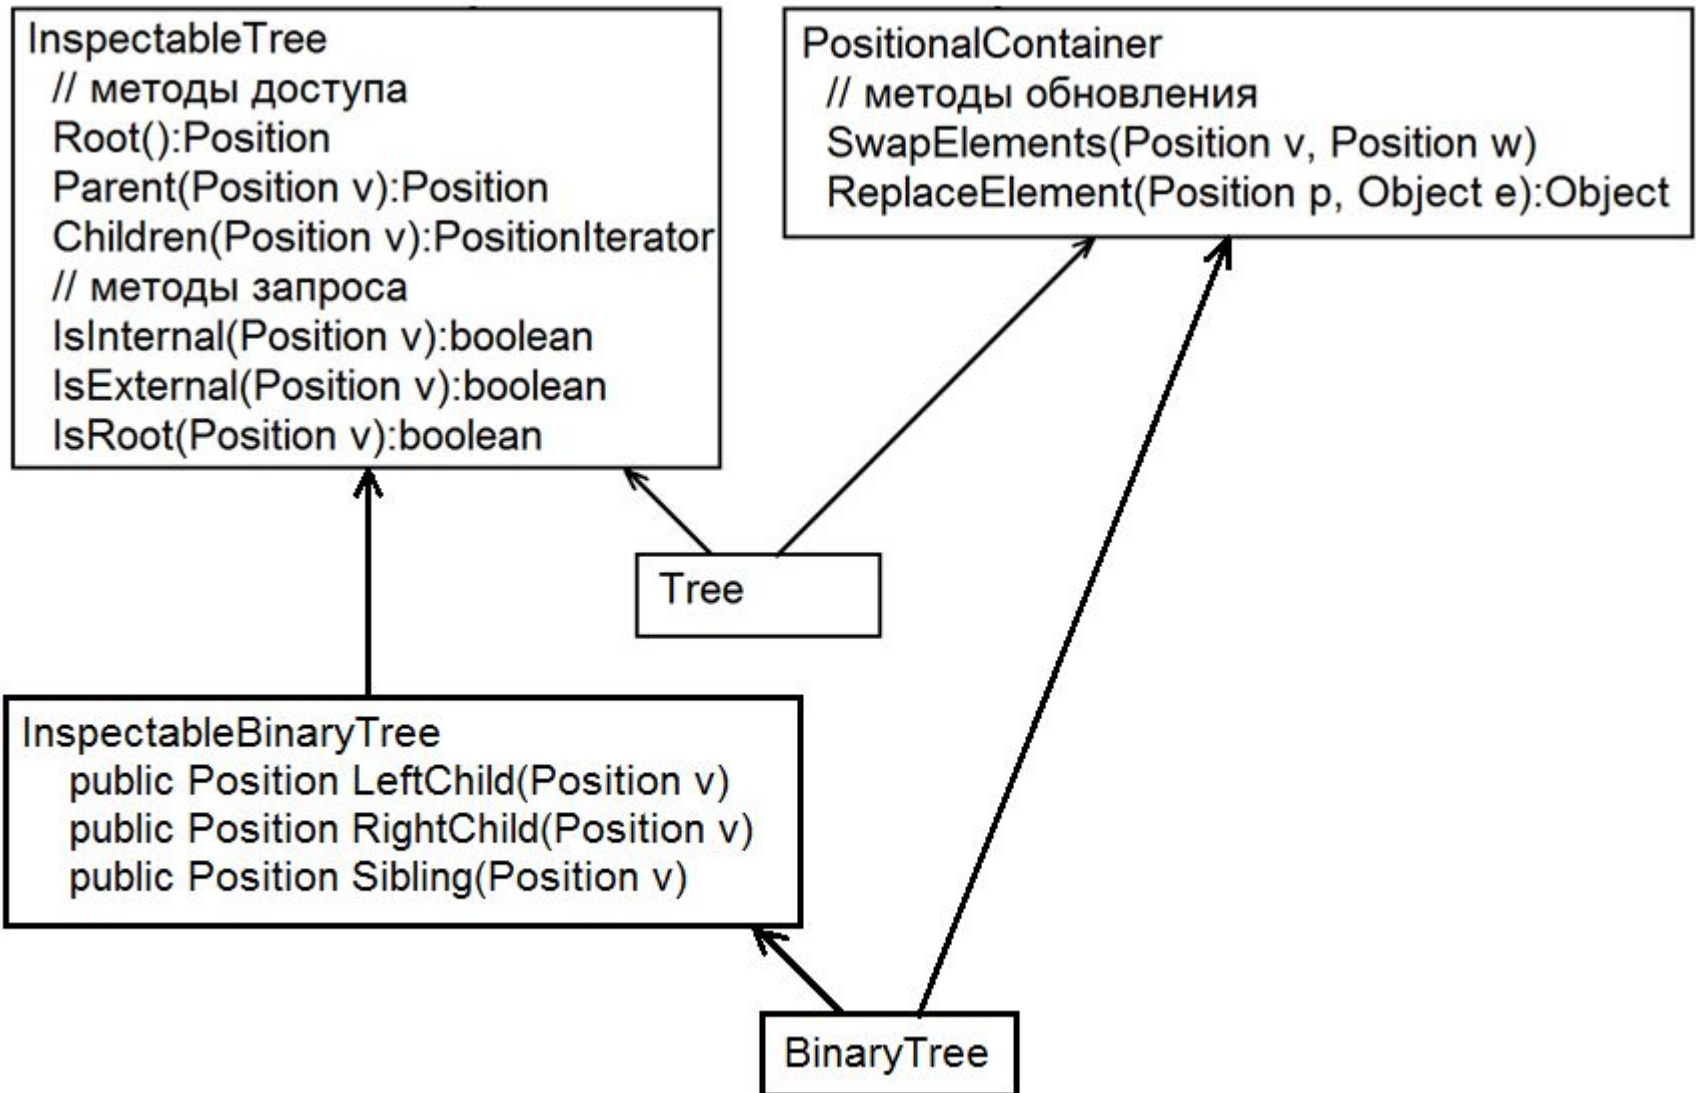 InspectableTree
// методы доступа
Root():Position
Parent(Position v):Position
Children(Position v):PositionIterator
// методы запроса
IsInternal(Position v):boolean
IsExternal(Position v):boolean
IsRoot(Position v):boolean
PositionalContainer
// методы обновления
SwapElements(Position v, Position w)
ReplaceElement(Position p, Object e):Object
Tree
InspectableBinaryTree
public Position LeftChild(Position v)
public Position RightChild(Position v)
public Position Sibling(Position v)
BinaryTree